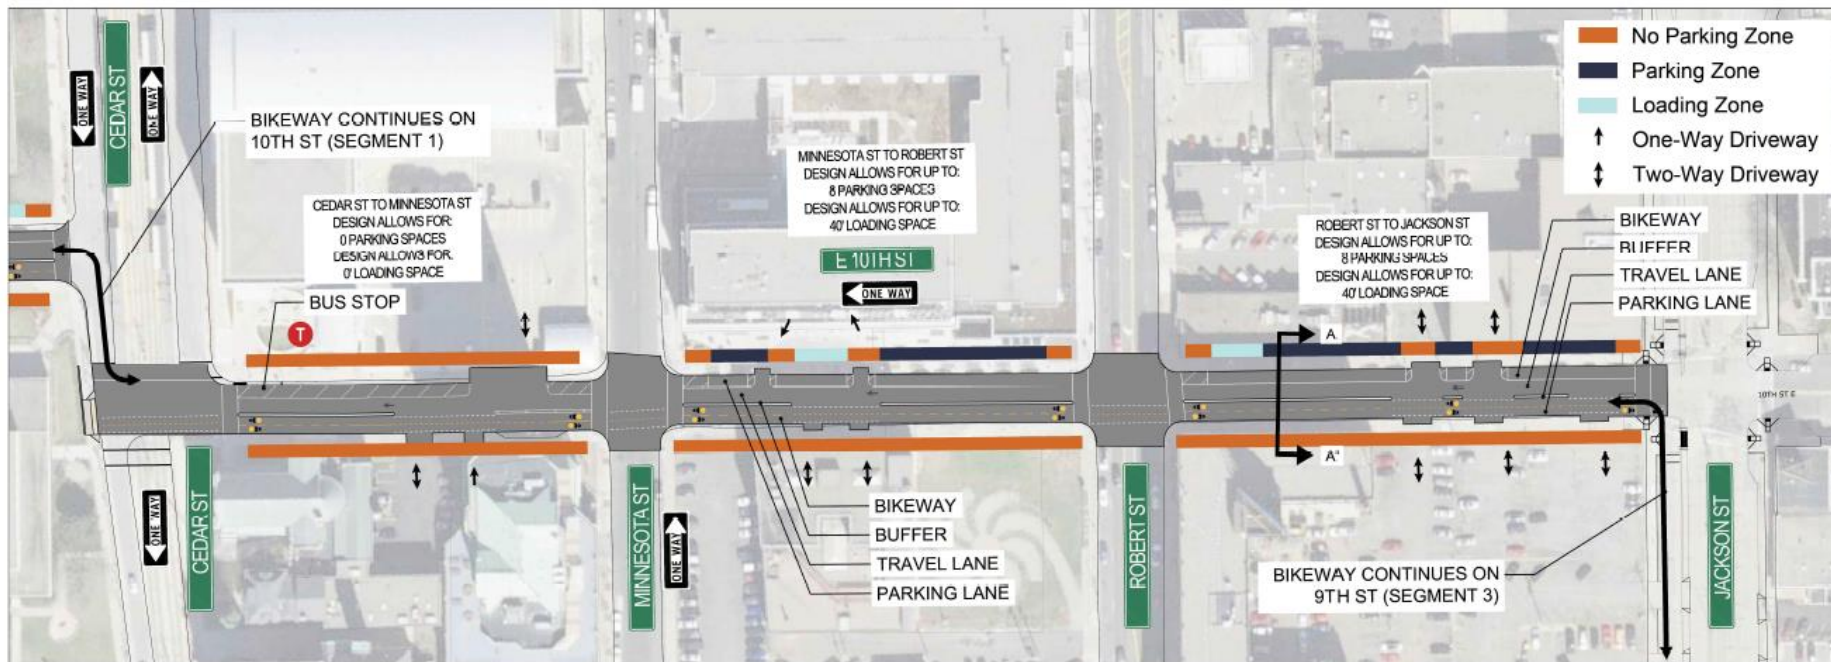 No Parking Zone
Parking Zone
Loading Zone
One-Way Driveway
Two-Way Driveway
ONE WAY
CEDAR ST
ONE WAY
BIKEWAY CONTINUES ON
10TH ST (SEGMENT 1)
CEDAR ST TO MINNESOTA ST
DESIGN ALLOWS FOR:
0 PARKING SPACES
DESIGN ALLOWS FOR:
0' LOADING SPACE
BUS STOP
T
MINNESOTA ST TO ROBERT ST
DESIGN ALLOWS FOR UP TO:
8 PARKING SPACES
DESIGN ALLOWS FOR UP TO:
40' LOADING SPACE
E 10TH ST
ONE WAY
ROBERT ST TO JACKSON ST
DESIGN ALLOWS FOR UP TO:
8 PARKING SPACES
DESIGN ALLOWS FOR UP TO:
40' LOADING SPACE
BIKEWAY
BUFFER
TRAVEL LANE
PARKING LANE
A
10TH ST E
A"
ONE WAY
CEDAR ST
MINNESOTA ST
ONE WAY
BIKEWAY
BUFFER
TRAVEL LANE
PARKING LANE
ROBERT ST
BIKEWAY CONTINUES ON
9TH ST (SEGMENT 3)
JACKSON ST